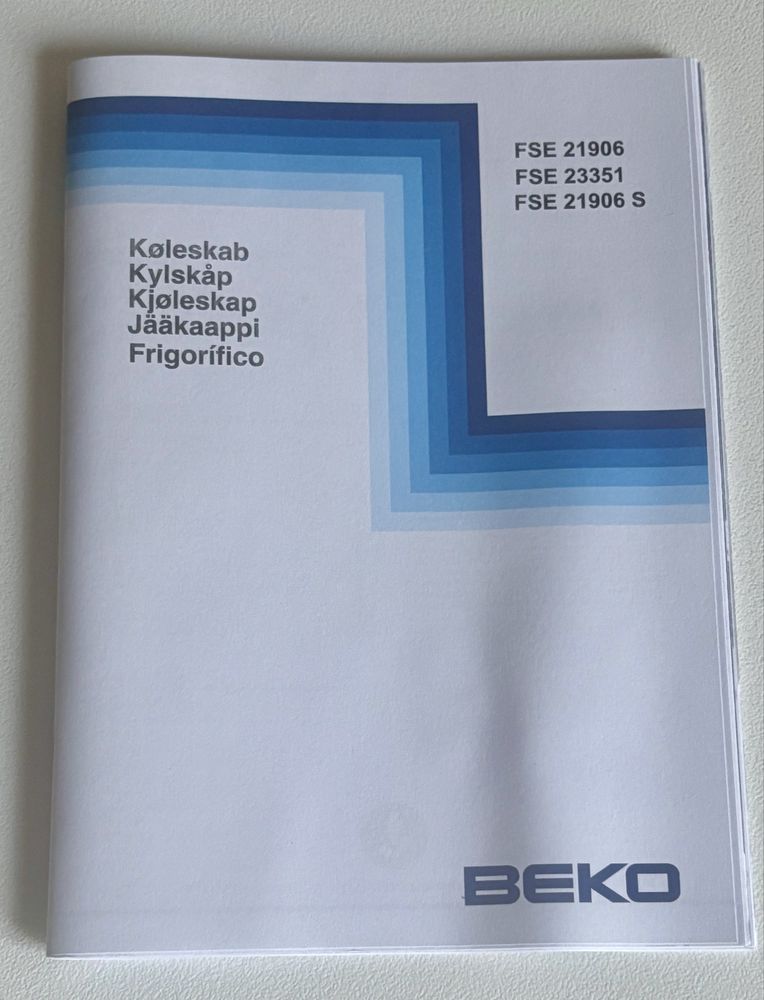 FSE 21906
FSE 23351
FSE 21906 S
Køleskab
Kylskåp
Kjøleskap
Jääkaappi
Frigorífico
BEKO